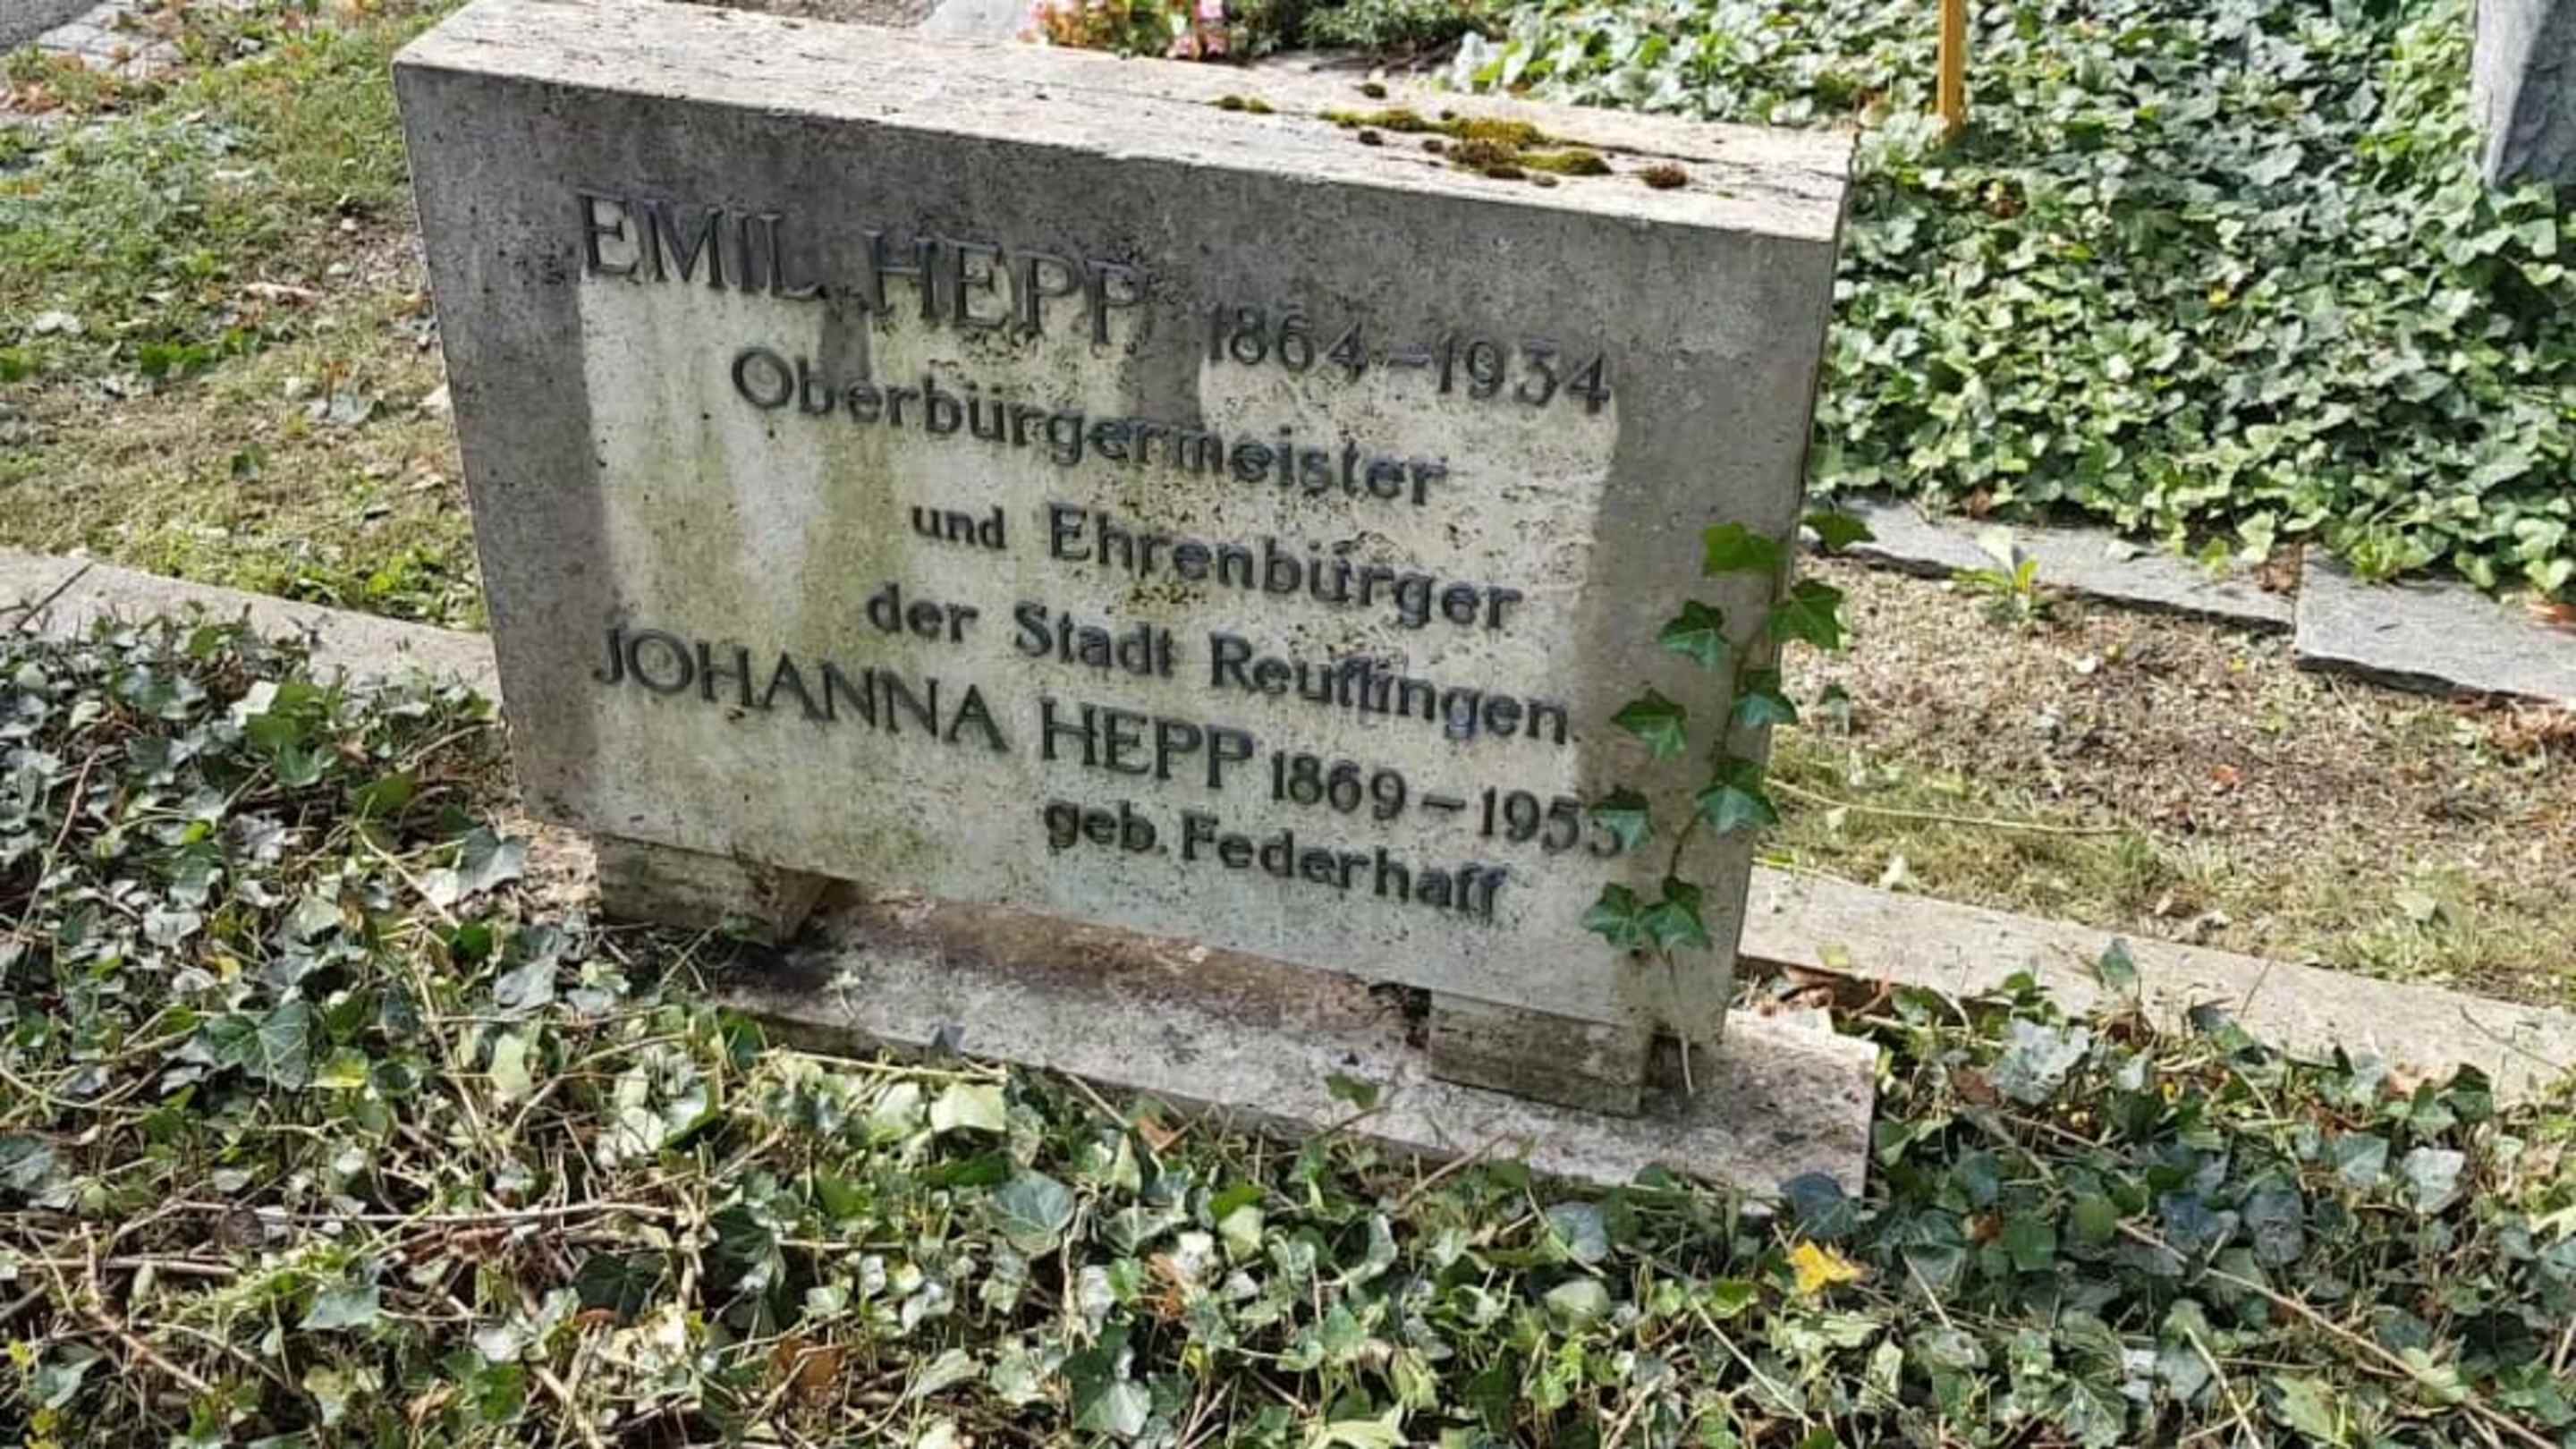 EMIL HEPP 1864-1934
Oberbürgermeister
und Ehrenbürger
der Stadt Reutlingen
JOHANNA HEPP 1869-1953
geb. Federhaff